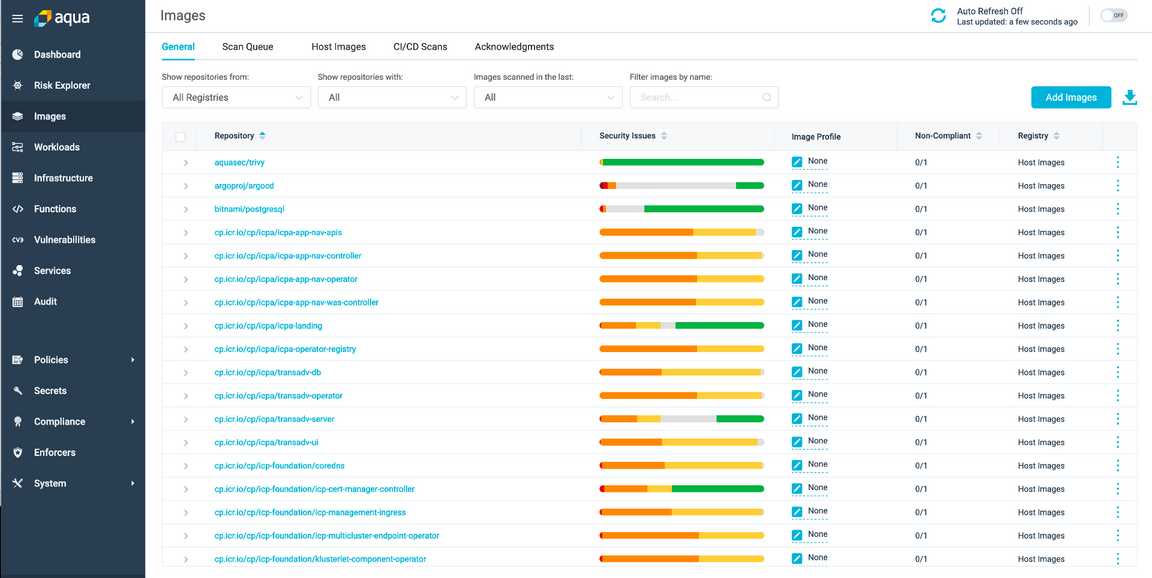 aqua
Dashboard
Risk Explorer
Images
Workloads
Infrastructure
Functions
CVE
Vulnerabilities
Services
Audit
Policies
Secrets
Compliance
Enforcers
System
Images
Auto Refresh Off
Last updated: a few seconds ago
OFF
General Scan Queue Host Images CI/CD Scans Acknowledgments
Show repositories from: Show repositories with: Images scanned in the last: Filter images by name:
All Registries All All Search... Add Images
Repository Security Issues Image Profile Non-Compliant Registry
aquasec/trivy None 0/1 Host Images
argoproj/argocd None 0/1 Host Images
bitnami/postgresql None 0/1 Host Images
cp.icr.io/cp/icpa/icpa-app-nav-apis None 0/1 Host Images
cp.icr.io/cp/icpa/icpa-app-nav-controller None 0/1 Host Images
cp.icr.io/cp/icpa/icpa-app-nav-operator None 0/1 Host Images
cp.icr.io/cp/icpa/icpa-app-nav-was-controller None 0/1 Host Images
cp.icr.io/cp/icpa/icpa-landing None 0/1 Host Images
cp.icr.io/cp/icpa/icpa-operator-registry None 0/1 Host Images
cp.icr.io/cp/icpa/transadv-db None 0/1 Host Images
cp.icr.io/cp/icpa/transadv-operator None 0/1 Host Images
cp.icr.io/cp/icpa/transadv-server None 0/1 Host Images
cp.icr.io/cp/icpa/transadv-ui None 0/1 Host Images
cp.icr.io/cp/icp-foundation/coredns None 0/1 Host Images
cp.icr.io/cp/icp-foundation/icp-cert-manager-controller None 0/1 Host Images
cp.icr.io/cp/icp-foundation/icp-management-ingress None 0/1 Host Images
cp.icr.io/cp/icp-foundation/icp-multicluster-endpoint-operator None 0/1 Host Images
cp.icr.io/cp/icp-foundation/klusterlet-component-operator None 0/1 Host Images